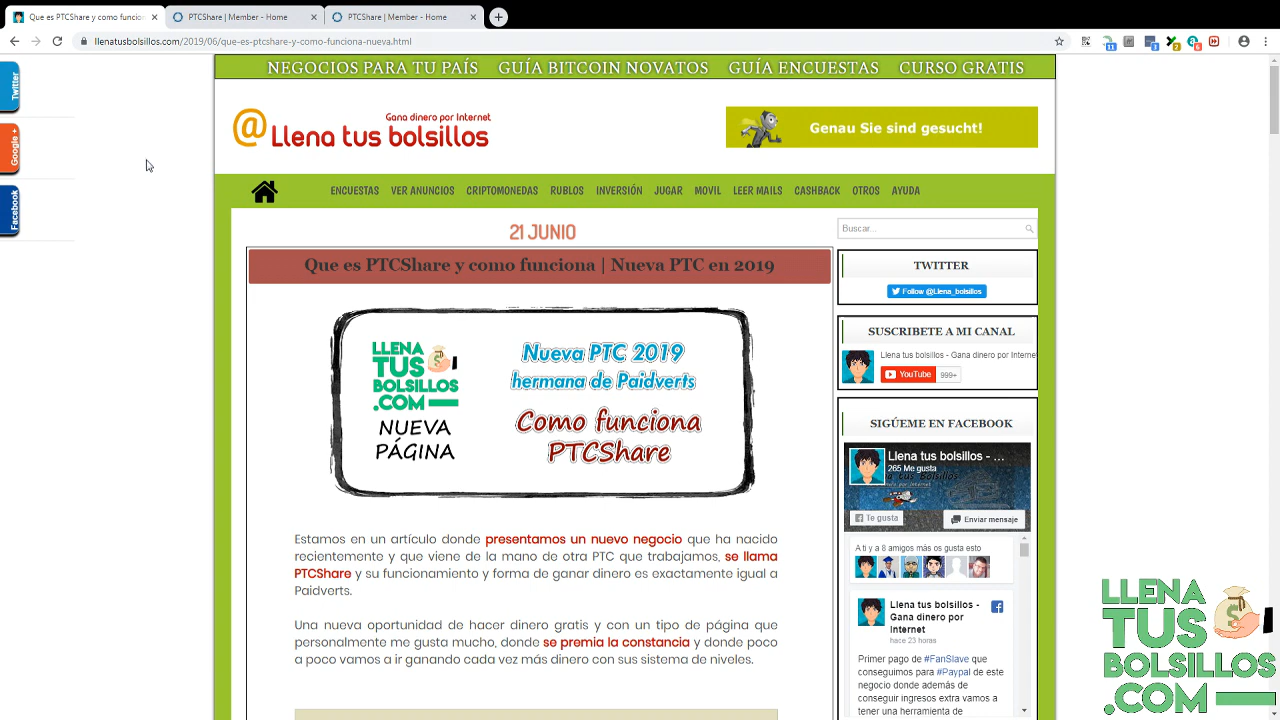 Que es PTCShare y como funcio
PTCShare | Member - Home
PTCShare | Member - Home
llenatusbolsillos.com/2019/06/que-es-ptcshare-y-como-funciona-nueva.html
11
3
7
5
Twitter
Google +
Facebook
NEGOCIOS PARA TU PAÍS GUÍA BITCOIN NOVATOS GUÍA ENCUESTAS CURSO GRATIS
Gana dinero por Internet
@Llena tus bolsillos
Genau Sie sind gesucht!
ENCUESTAS VER ANUNCIOS CRIPTOMONEDAS RUBLOS INVERSIÓN JUGAR MOVIL LEER MAILS CASHBACK OTROS AYUDA
21 JUNIO
Que es PTCShare y como funciona | Nueva PTC en 2019
LLENA
TUS
BOLSILLOS
.COM
NUEVA
PÁGINA
Nueva PTC 2019
hermana de Paidverts
Como funciona
PTCShare
Estamos en un artículo donde presentamos un nuevo negocio que ha nacido
recientemente y que viene de la mano de otra PTC que trabajamos, se llama
PTCShare y su funcionamiento y forma de ganar dinero es exactamente igual a
Paidverts.
Una nueva oportunidad de hacer dinero gratis y con un tipo de página que
personalmente me gusta mucho, donde se premia la constancia y donde poco
a poco vamos a ir ganando cada vez más dinero con sus sistema de niveles.
Buscar...
TWITTER
Follow @Llena_bolsillos
SUSCRIBETE A MI CANAL
Llena tus bolsillos - Gana dinero por Interne
YouTube 999+
SIGÚEME EN FACEBOOK
Llena tus bolsillos - ...
265 Me gusta
Te gusta
Enviar mensaje
A ti y a 8 amigos más os gusta esto
Llena tus bolsillos -
Gana dinero por
Internet
hace 23 horas
Primer pago de #FanSlave que
conseguimos para #Paypal de este
negocio donde además de
conseguir ingresos extra vamos a
tener una herramienta de
LLENA
TUS
BOLSILLOS
.COM